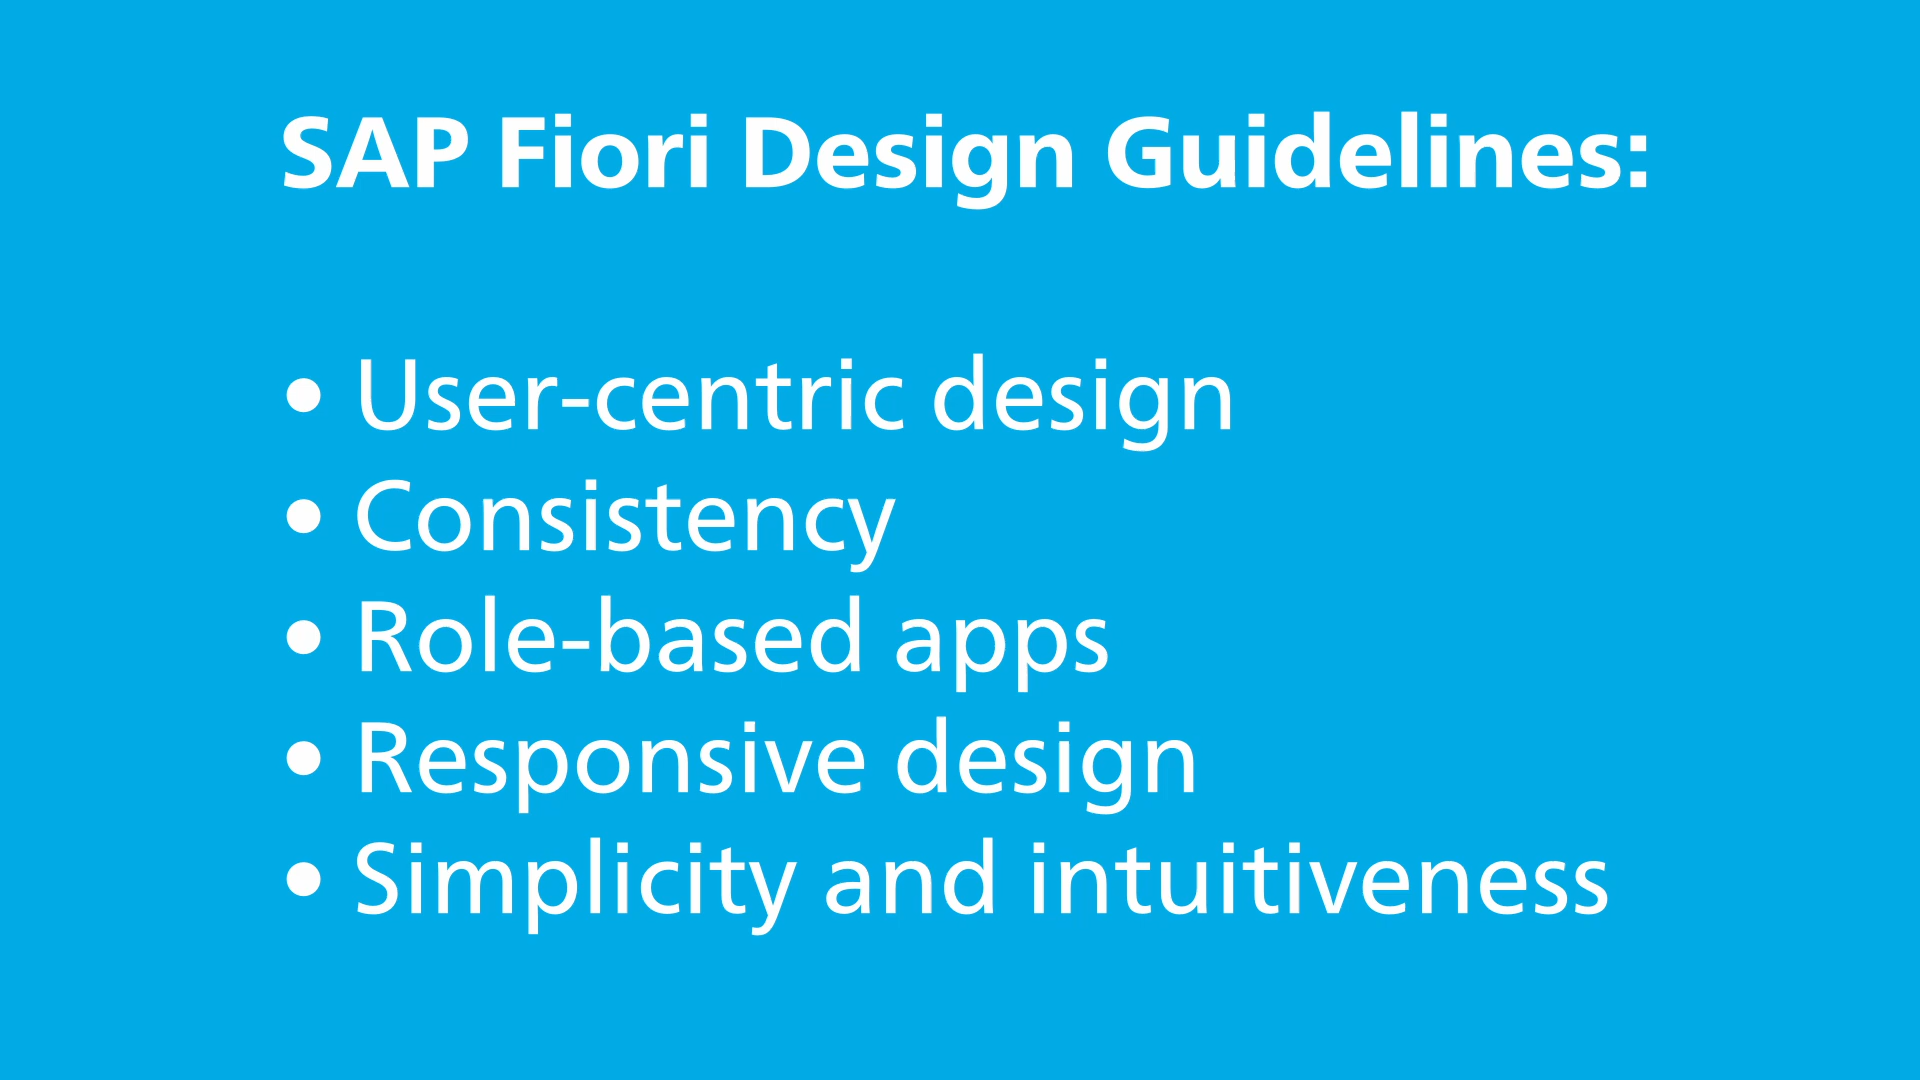 SAP Fiori Design Guidelines:
• User-centric design
• Consistency
• Role-based apps
• Responsive design
• Simplicity and intuitiveness